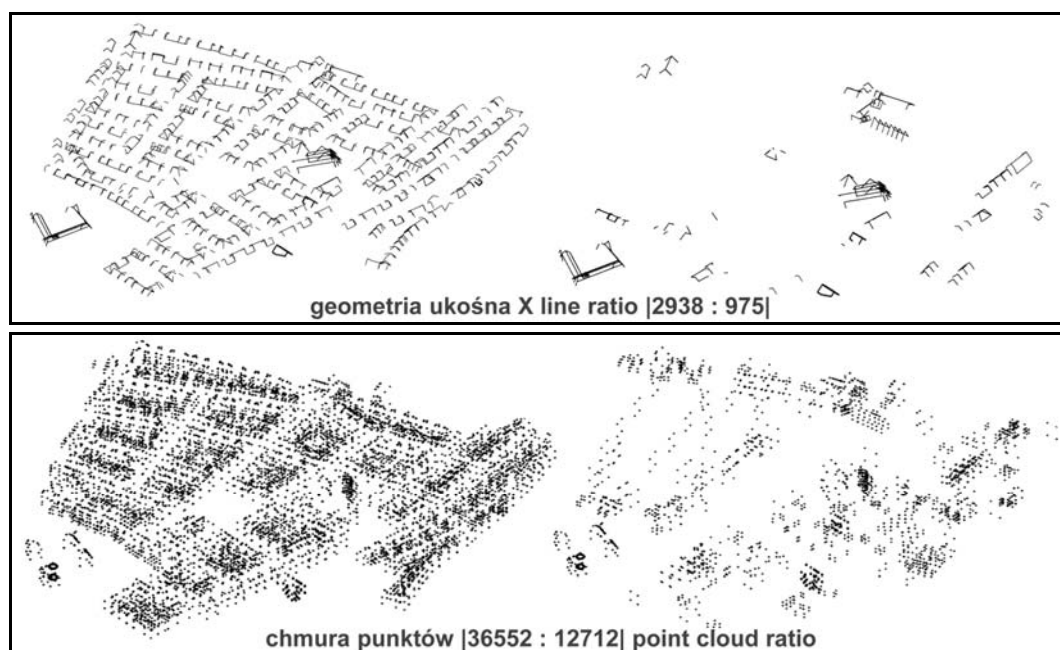 geometria ukośna X line ratio |2938 : 975|
chmura punktów |36552 : 12712| point cloud ratio